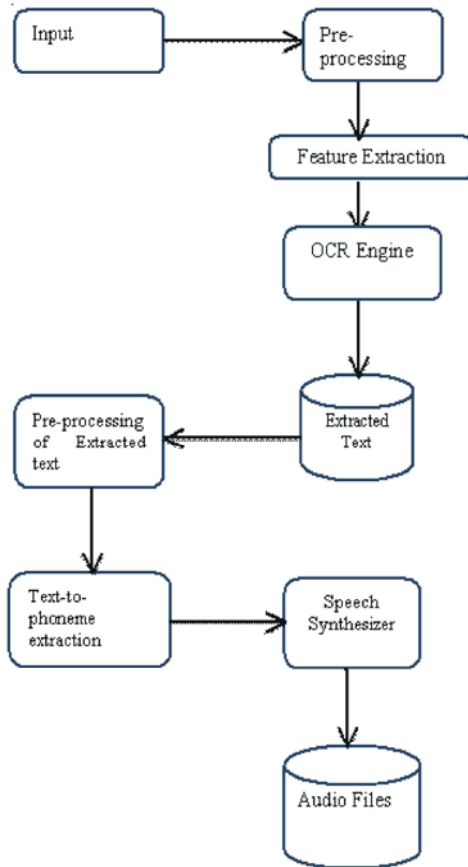 Input
Pre-
processing
Feature Extraction
OCR Engine
Extracted
Text
Pre-processing
of Extracted
text
Text-to-
phoneme
extraction
Speech
Synthesizer
Audio Files